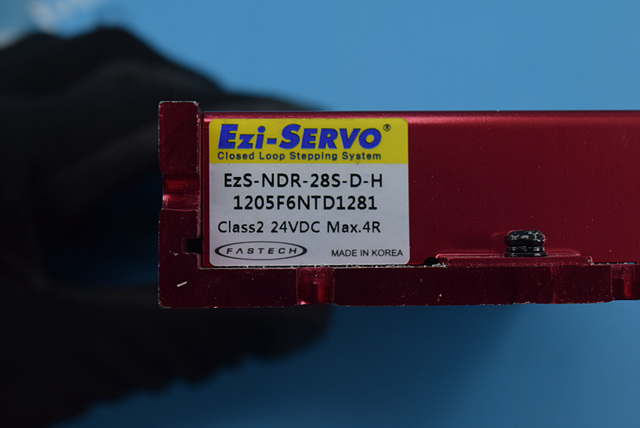 Ezi-SERVO®
Closed Loop Stepping System
EzS-NDR-28S-D-H
1205F6NTD1281
Class2 24VDC Max.4R
FASTECH
MADE IN KOREA